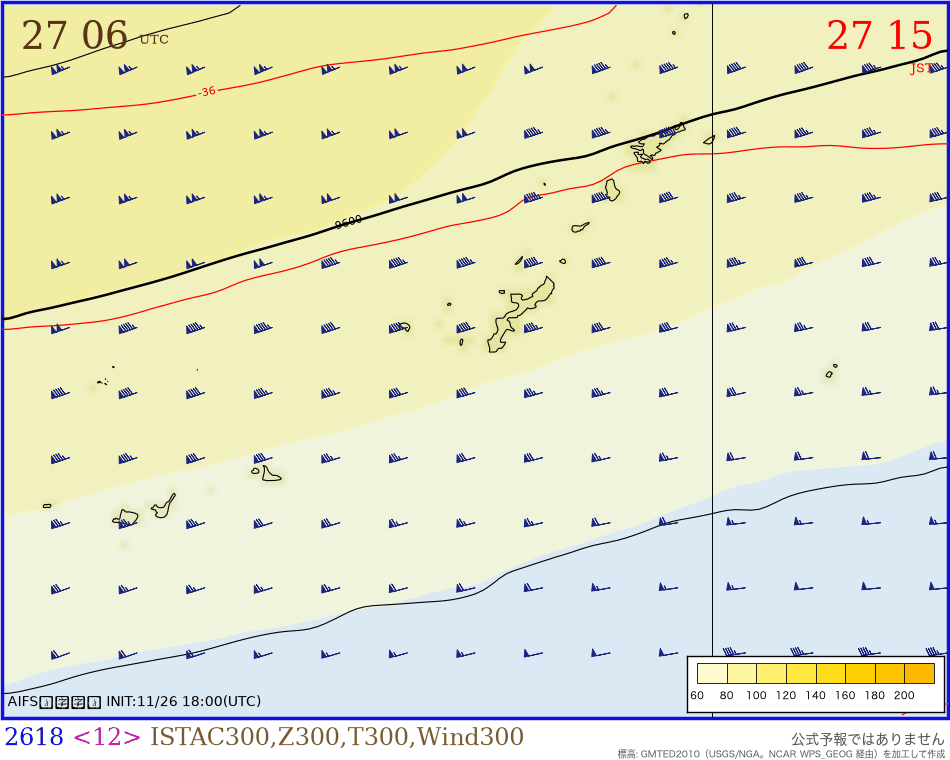 27 06 UTC
27 15
JST
-36
9600
AIFS INIT:11/26 18:00(UTC)
60 80 100 120 140 160 180 200
2618 <12> ISTAC300,Z300,T300,Wind300
公式予報ではありません
標高: GMTED2010（USGS/NGA。NCAR WPS_GEOG 経由）を加工して作成